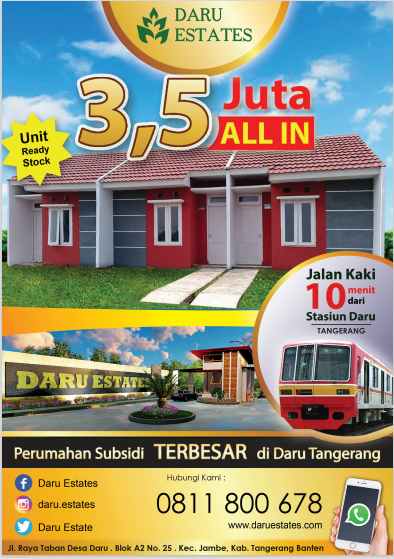 DARU
ESTATES
3,5 Juta
ALL IN
Unit
Ready
Stock
Jalan Kaki
10 menit
dari
Stasiun Daru
TANGERANG
DARU ESTATES
Perumahan Subsidi TERBESAR di Daru Tangerang
Hubungi Kami :
Daru Estates
daru.estates
Daru Estate
0811 800 678
www.daruestates.com
Jl. Raya Taban Desa Daru . Blok A2 No. 25 . Kec. Jambe, Kab. Tangerang Banten